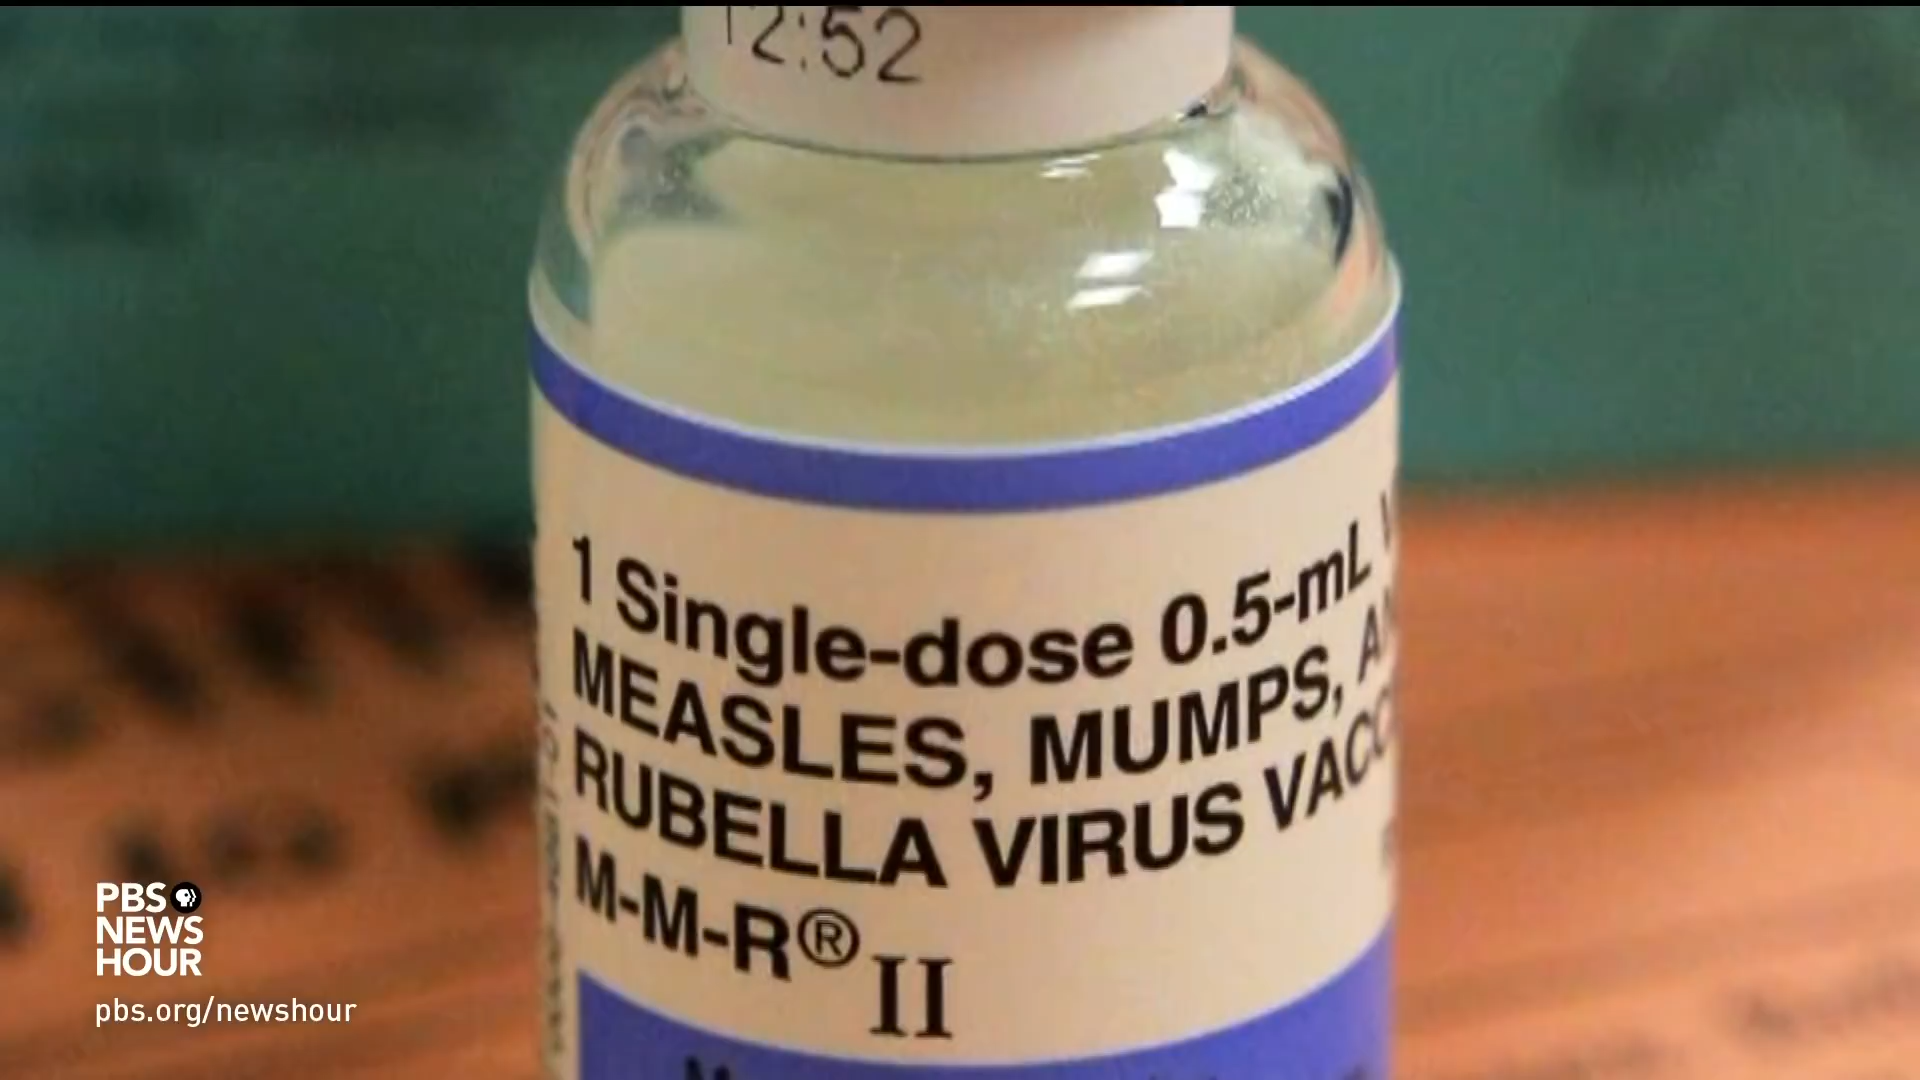 12:52
1 Single-dose 0.5-mL
MEASLES, MUMPS,
RUBELLA VIRUS
M-M-R® II
PBS
NEWS
HOUR
pbs.org/newshour